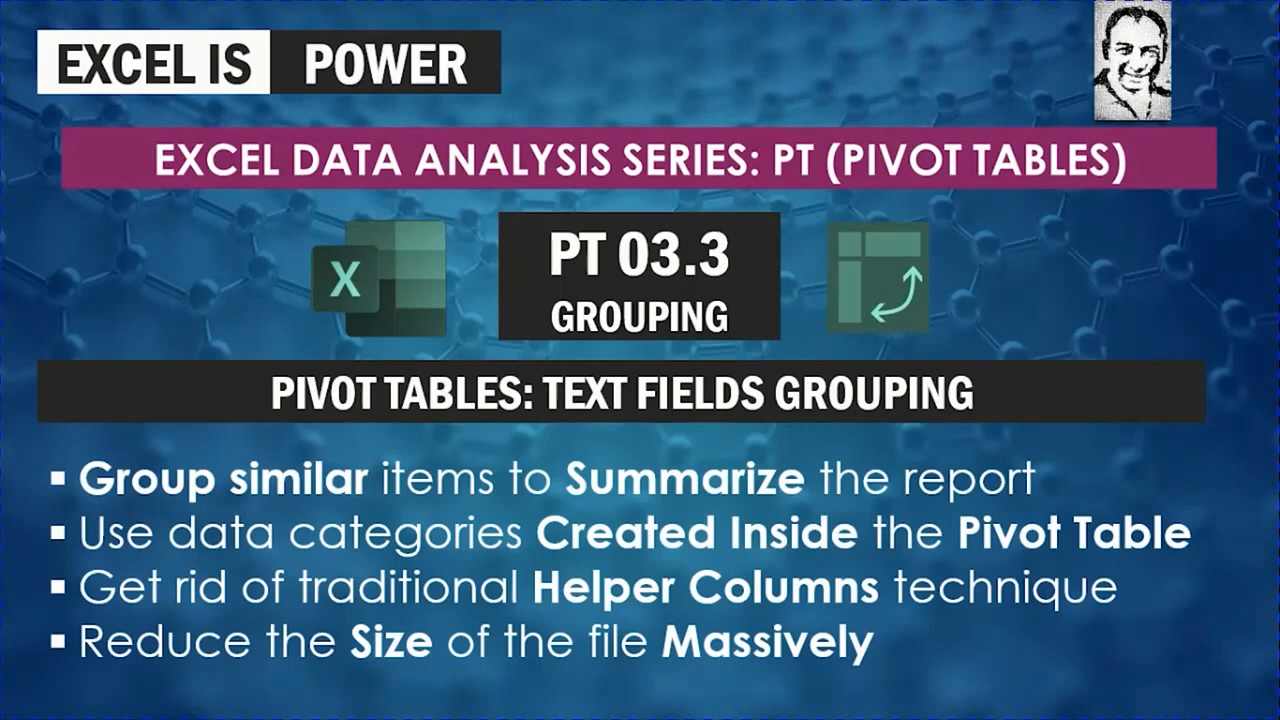 EXCEL IS POWER
EXCEL DATA ANALYSIS SERIES: PT (PIVOT TABLES)
X
PT 03.3
GROUPING
PIVOT TABLES: TEXT FIELDS GROUPING
▪ Group similar items to Summarize the report
▪ Use data categories Created Inside the Pivot Table
▪ Get rid of traditional Helper Columns technique
▪ Reduce the Size of the file Massively